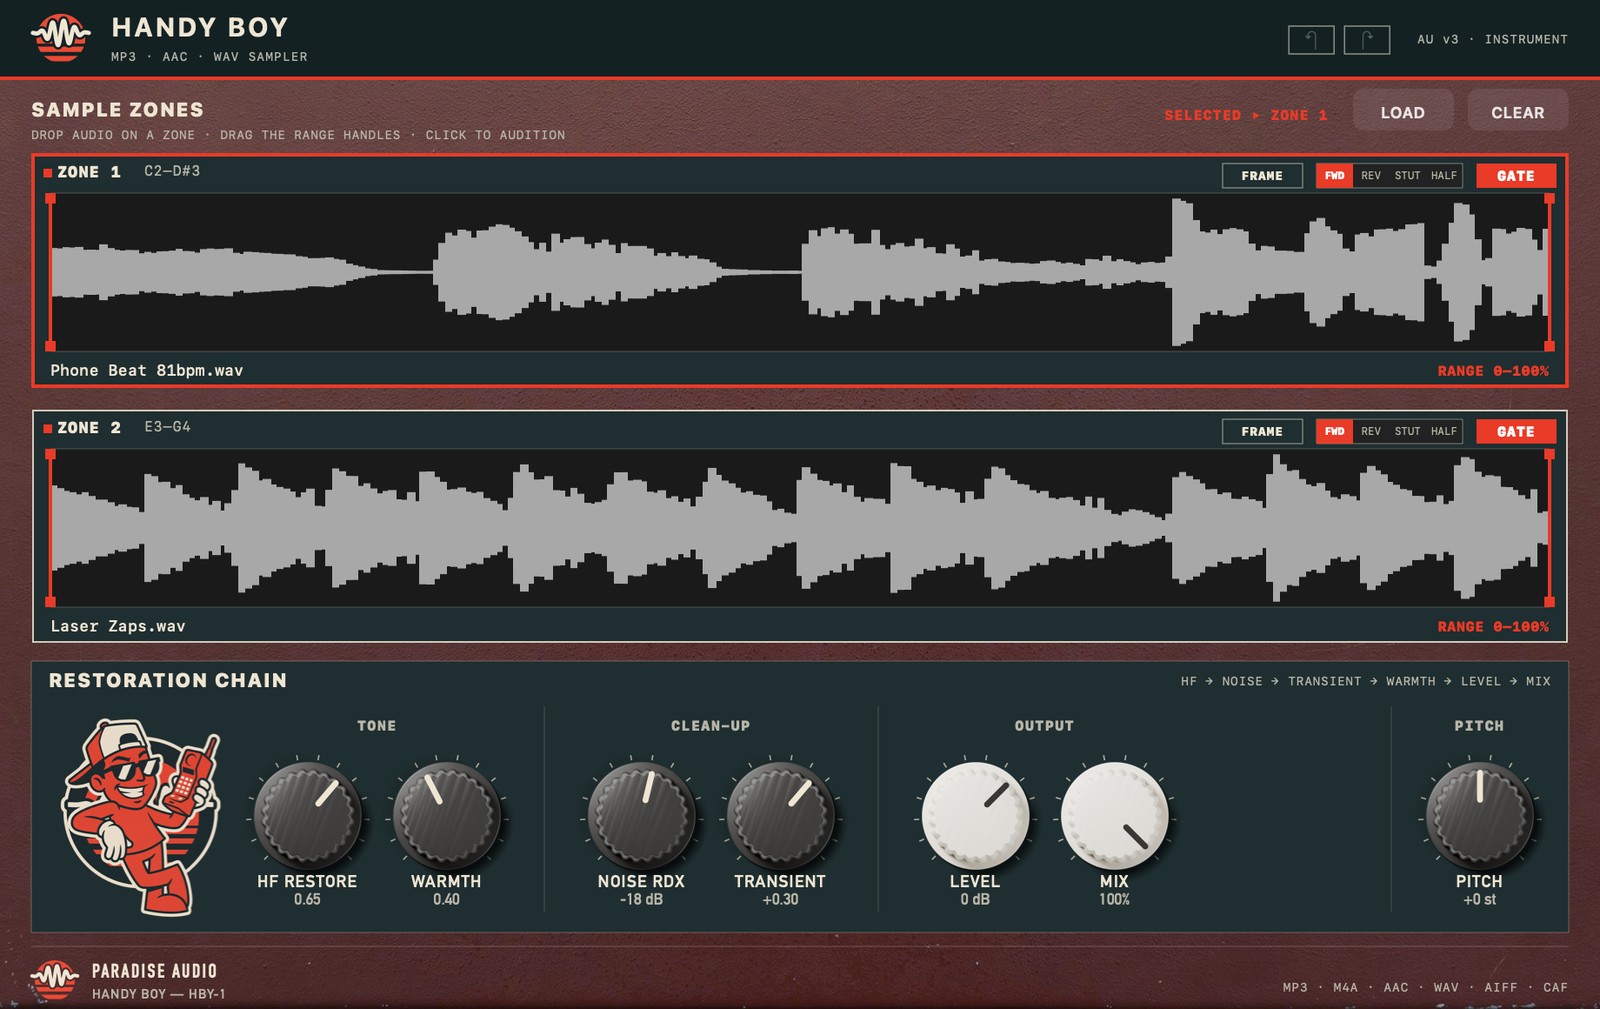 HANDY BOY
MP3 · AAC · WAV SAMPLER
AU v3 · INSTRUMENT
SAMPLE ZONES
DROP AUDIO ON A ZONE · DRAG THE RANGE HANDLES · CLICK TO AUDITION
SELECTED ▸ ZONE 1
LOAD
CLEAR
ZONE 1 C2–D#3
FRAME
FWD REV STUT HALF
GATE
Phone Beat 81bpm.wav
RANGE 0–100%
ZONE 2 E3–G4
FRAME
FWD REV STUT HALF
GATE
Laser Zaps.wav
RANGE 0–100%
RESTORATION CHAIN
HF → NOISE → TRANSIENT → WARMTH → LEVEL → MIX
TONE
CLEAN–UP
OUTPUT
PITCH
HF RESTORE
0.65
WARMTH
0.40
NOISE RDX
-18 dB
TRANSIENT
+0.30
LEVEL
0 dB
MIX
100%
PITCH
+0 st
PARADISE AUDIO
HANDY BOY — HBY-1
MP3 · M4A · AAC · WAV · AIFF · CAF